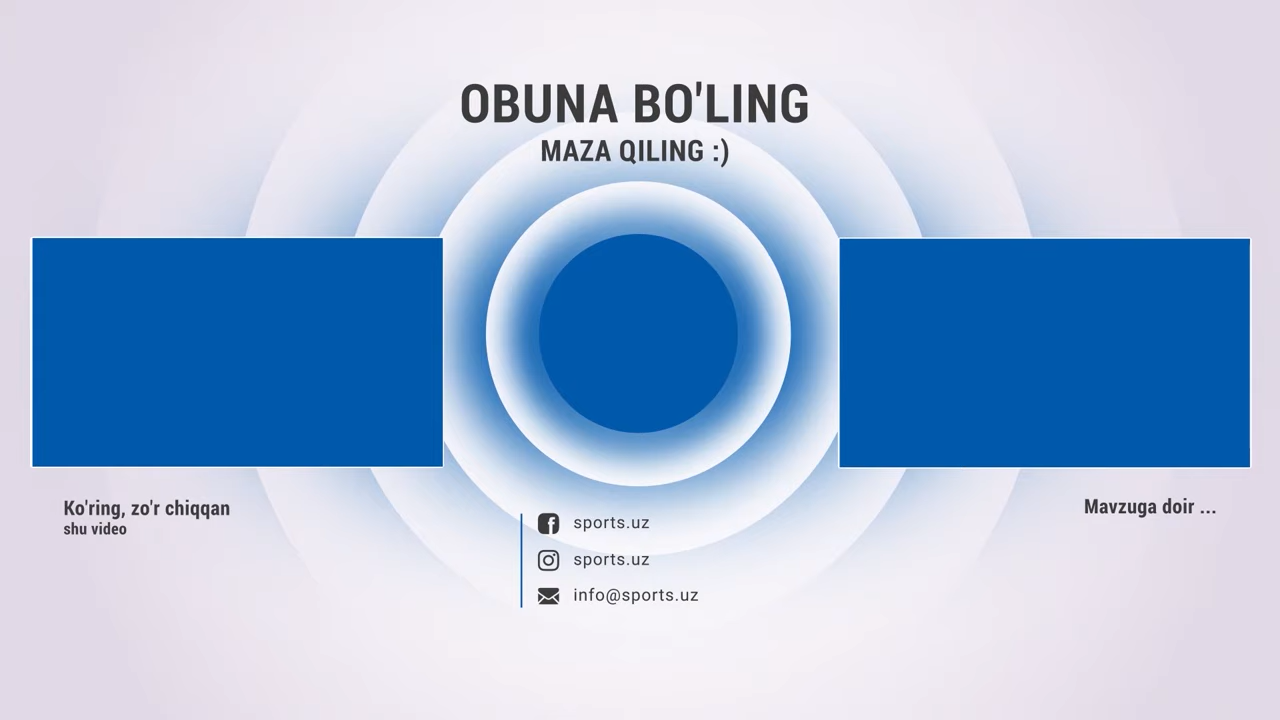 OBUNA BO'LING
MAZA QILING :)
Ko'ring, zo'r chiqqan
shu video
Mavzuga doir ...
sports.uz
sports.uz
info@sports.uz